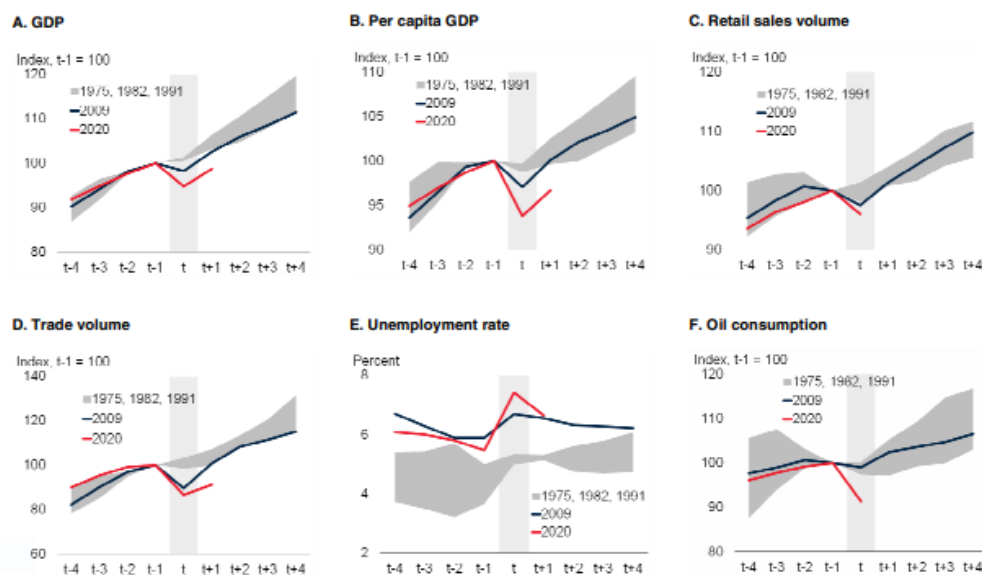 A. GDP
Index, t-1 = 100
120
1975, 1982, 1991
2009
2020
110
100
90
80
t-4 t-3 t-2 t-1 t t+1 t+2 t+3 t+4
B. Per capita GDP
Index, t-1 = 100
110
1975, 1982, 1991
2009
2020
105
100
95
90
t-4 t-3 t-2 t-1 t t+1 t+2 t+3 t+4
C. Retail sales volume
Index, t-1 = 100
120
1975, 1982, 1991
2009
2020
110
100
90
t-4 t-3 t-2 t-1 t t+1 t+2 t+3 t+4
D. Trade volume
Index, t-1 = 100
140
1975, 1982, 1991
120
2009
2020
100
80
60
t-4 t-3 t-2 t-1 t t+1 t+2 t+3 t+4
E. Unemployment rate
Percent
8
6
4
1975, 1982, 1991
2009
2020
2
t-4 t-3 t-2 t-1 t t+1 t+2 t+3 t+4
F. Oil consumption
Index, t-1 = 100
120
1975, 1982, 1991
2009
110
2020
100
90
80
t-4 t-3 t-2 t-1 t t+1 t+2 t+3 t+4